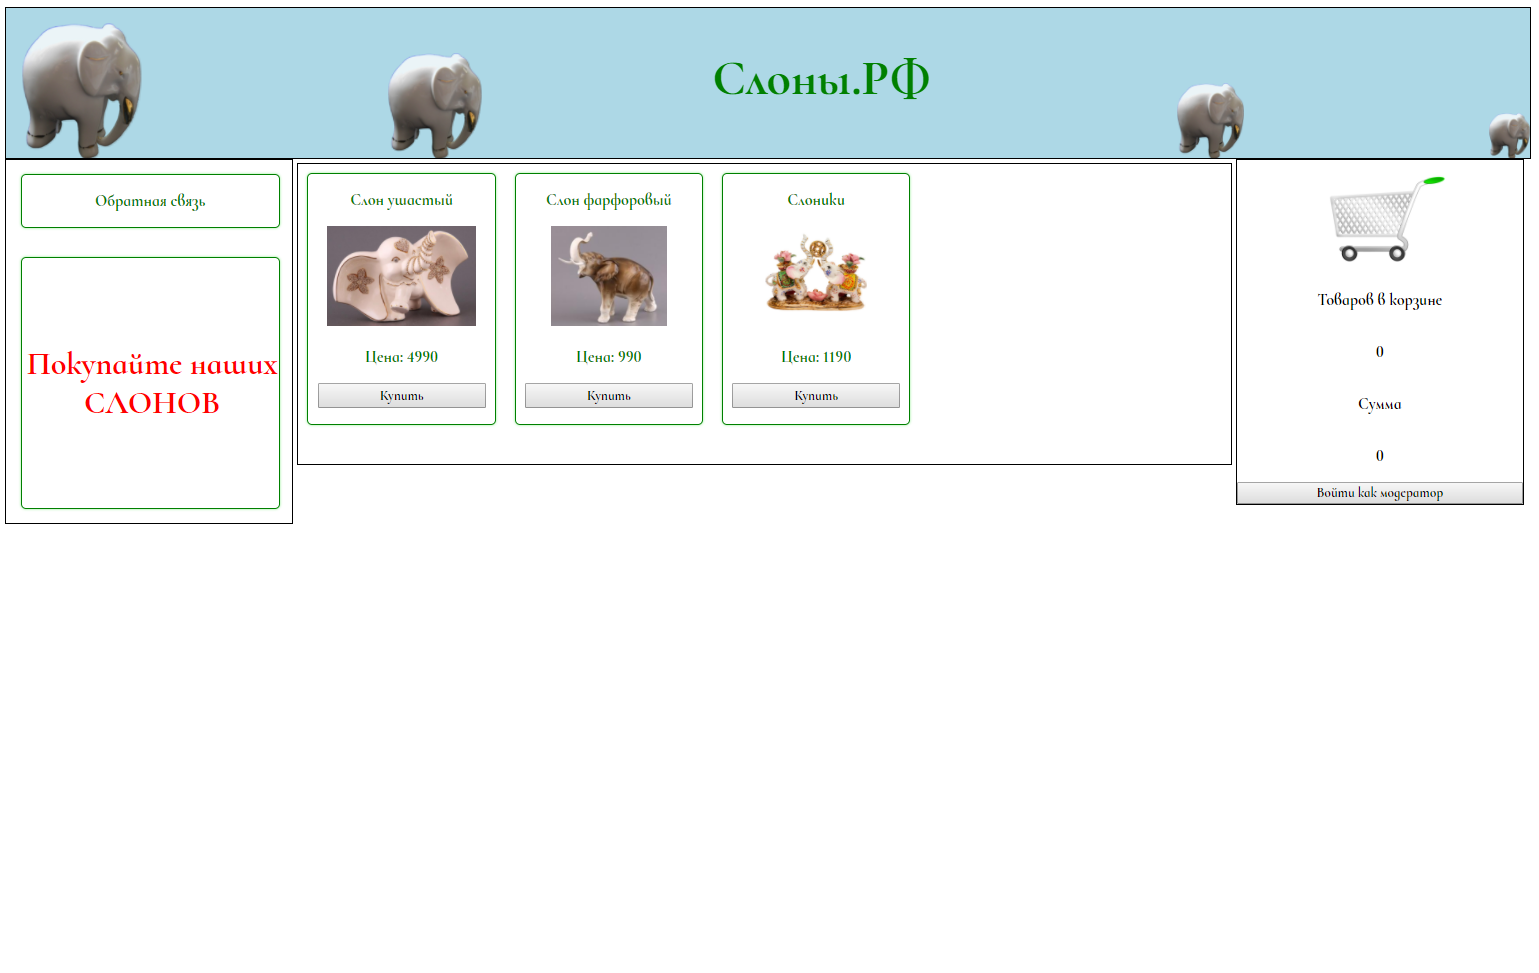 Слоны.РФ
Обратная связь
Покупайте наших
СЛОНОВ
Слон ушастый
Цена: 4990
Купить
Слон фарфоровый
Цена: 990
Купить
Слоники
Цена: 1190
Купить
Товаров в корзине
0
Сумма
0
Войти как модератор